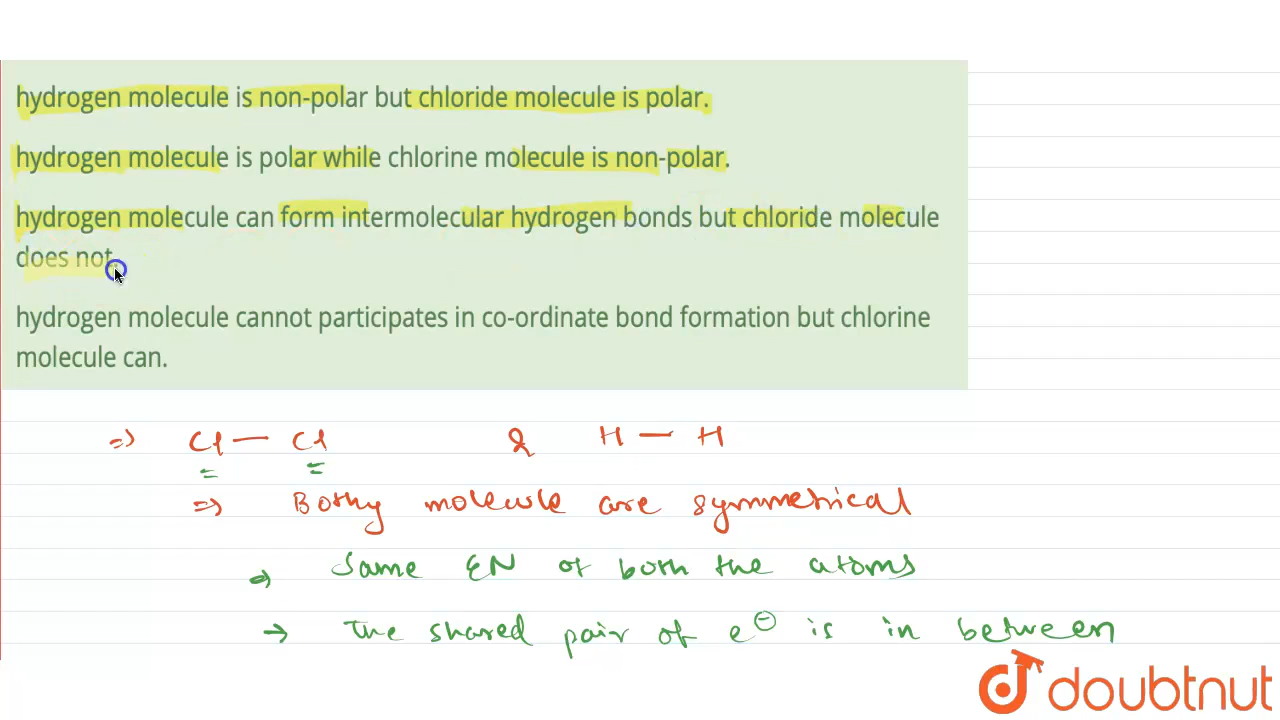 hydrogen molecule is non-polar but chloride molecule is polar.
hydrogen molecule is polar while chlorine molecule is non-polar.
hydrogen molecule can form intermolecular hydrogen bonds but chloride molecule
does not.
hydrogen molecule cannot participates in co-ordinate bond formation but chlorine
molecule can.
⇒ Cl — Cl & H — H
⇒ Bothy molecule are symmetrical
⇒ Same EN of both the atoms
→ The shared pair of e⊖ is in between
doubtnut